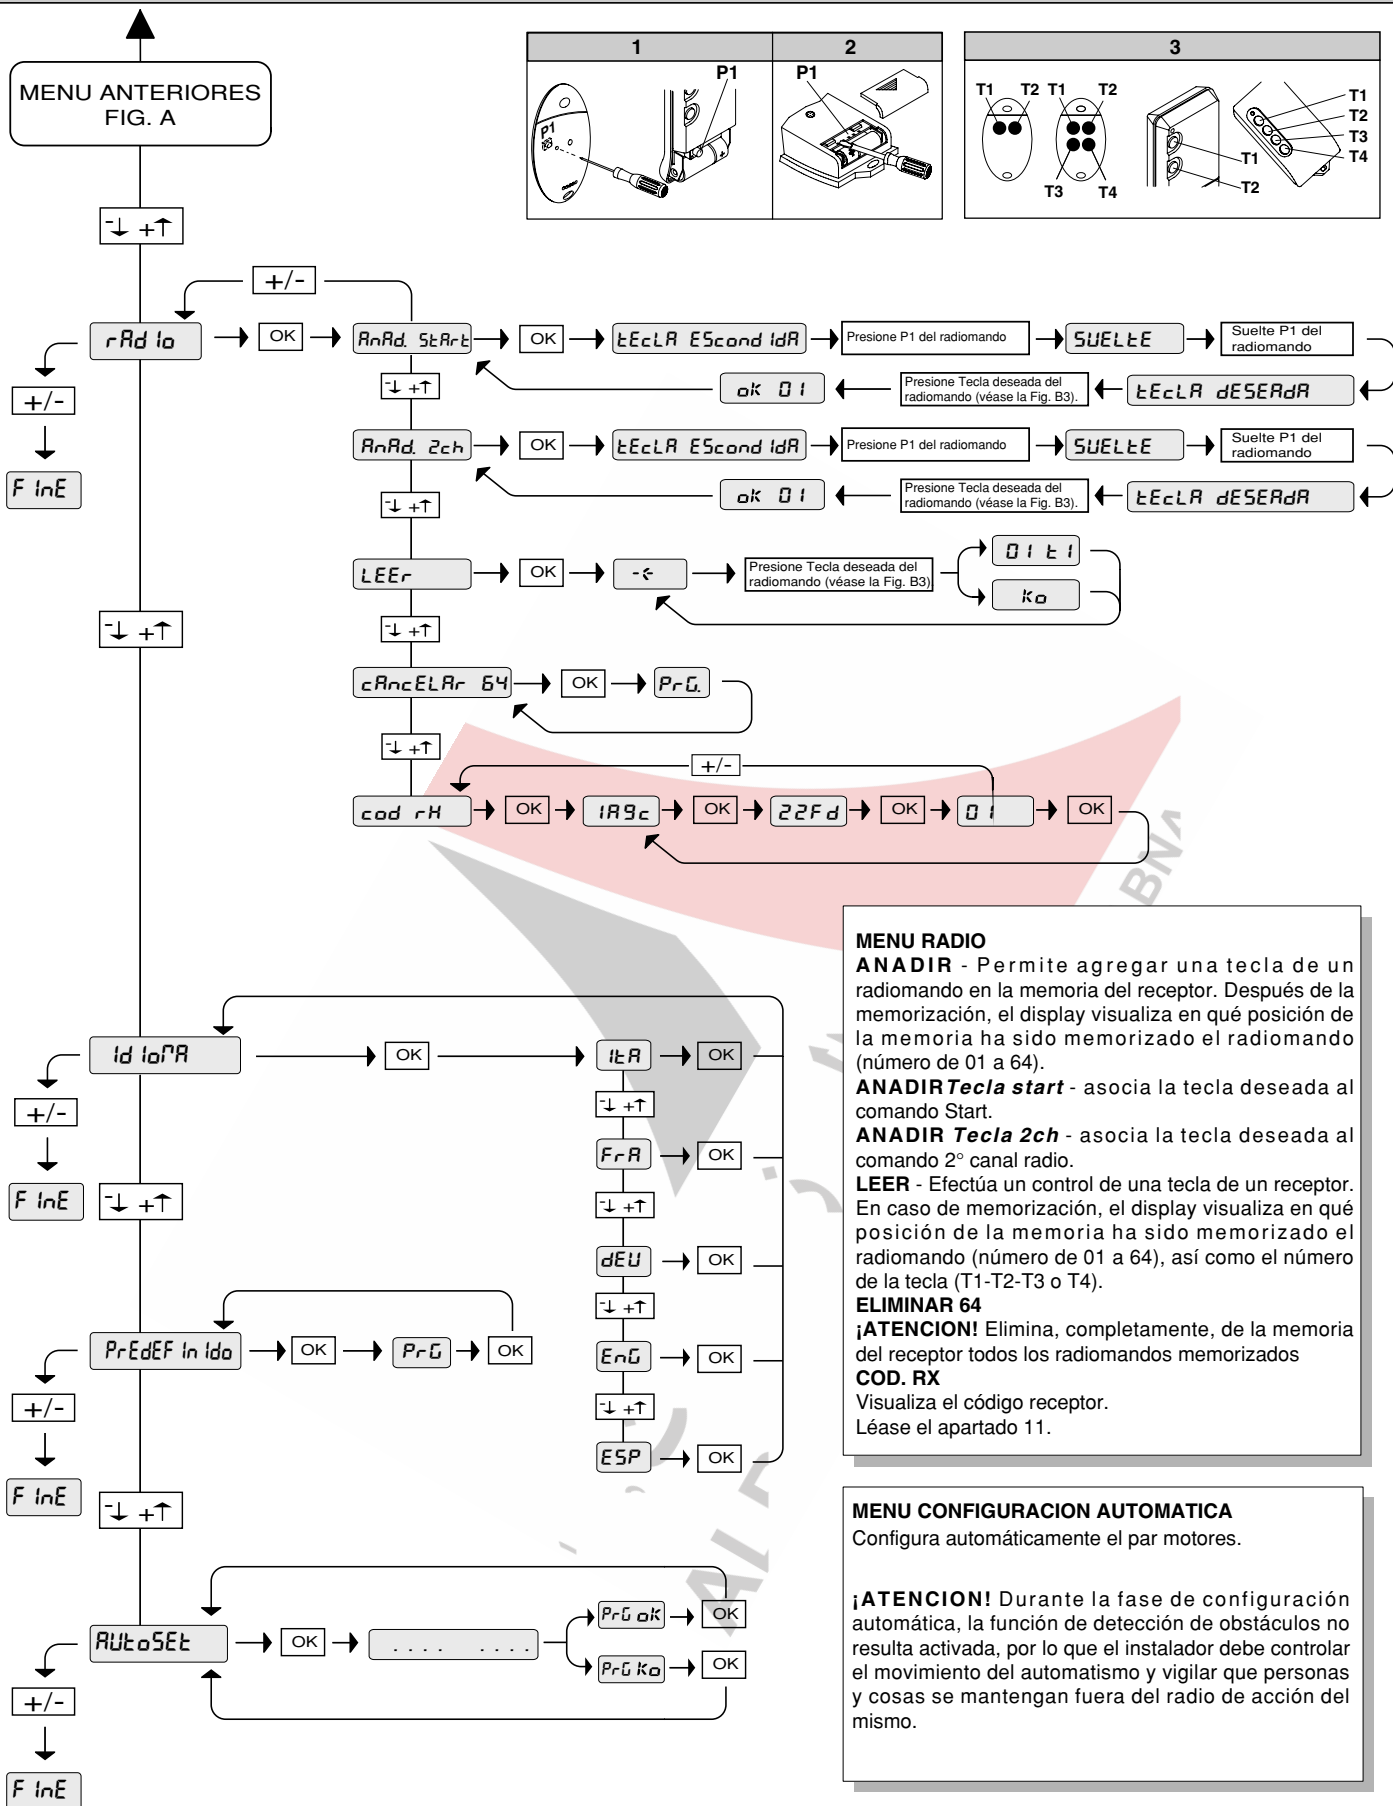 MENU ANTERIORES
FIG. A
-↓ +↑
1
2
3
P1
P1
P1
T1 T2 T1 T2
T3 T4
T1
T2
T1
T2
T3
T4
+/-
rAdIo
OK
AnAd. StArt
OK
tEcLA EScondIdA
Presione P1 del radiomando
SUELtE
Suelte P1 del
radiomando
+/-
FInE
-↓ +↑
oK 01
Presione Tecla deseada del
radiomando (véase la Fig. B3).
tEcLA dESEAdA
AnAd. 2ch
OK
tEcLA EScondIdA
Presione P1 del radiomando
SUELtE
Suelte P1 del
radiomando
-↓ +↑
oK 01
Presione Tecla deseada del
radiomando (véase la Fig. B3).
tEcLA dESEAdA
LEEr
OK
-<-
Presione Tecla deseada del
radiomando (véase la Fig. B3)
01 t1
Ko
-↓ +↑
-↓ +↑
cAncELAr 64
OK
PrG.
-↓ +↑
+/-
cod rH
OK
1A9c
OK
22Fd
OK
01
OK
MENU RADIO
ANADIR - Permite agregar una tecla de un
radiomando en la memoria del receptor. Después de la
memorización, el display visualiza en qué posición de
la memoria ha sido memorizado el radiomando
(número de 01 a 64).
ANADIR Tecla start - asocia la tecla deseada al
comando Start.
ANADIR Tecla 2ch - asocia la tecla deseada al
comando 2° canal radio.
LEER - Efectúa un control de una tecla de un receptor.
En caso de memorización, el display visualiza en qué
posición de la memoria ha sido memorizado el
radiomando (número de 01 a 64), así como el número
de la tecla (T1-T2-T3 o T4).
ELIMINAR 64
¡ATENCION! Elimina, completamente, de la memoria
del receptor todos los radiomandos memorizados
COD. RX
Visualiza el código receptor.
Léase el apartado 11.
IdIoMA
OK
ItA
OK
+/-
FInE
-↓ +↑
-↓ +↑
FrA
OK
-↓ +↑
dEU
OK
-↓ +↑
EnG
OK
-↓ +↑
ESP
OK
PrEdEFInIdo
OK
PrG
OK
+/-
FInE
-↓ +↑
AUtoSEt
OK
.... ....
PrG oK
OK
PrG Ko
OK
+/-
FInE
MENU CONFIGURACION AUTOMATICA
Configura automáticamente el par motores.
¡ATENCION! Durante la fase de configuración
automática, la función de detección de obstáculos no
resulta activada, por lo que el instalador debe controlar
el movimiento del automatismo y vigilar que personas
y cosas se mantengan fuera del radio de acción del
mismo.